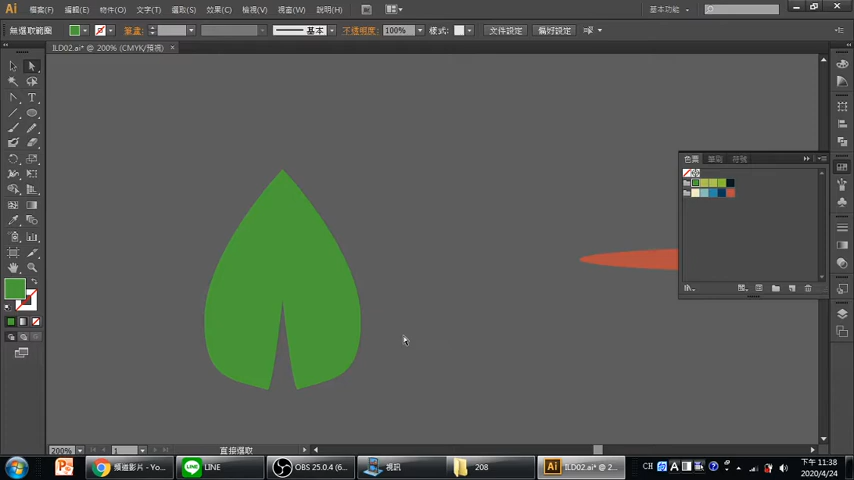 Ai 檔案(F) 編輯(E) 物件(O) 文字(T) 選取(S) 效果(C) 檢視(V) 視窗(W) 說明(H) Br 基本功能
無選取範圍 筆畫: 基本 不透明度: 100% 樣式: 文件設定 偏好設定
ILD02.ai* @ 200% (CMYK/預視) ×
色票 筆刷 符號
200% 1 直接選取
頻道影片 - Yo... LINE OBS 25.0.4 (6... 視訊 208 Ai ILD02.ai* @ 2... CH 下午 11:38
2020/4/24